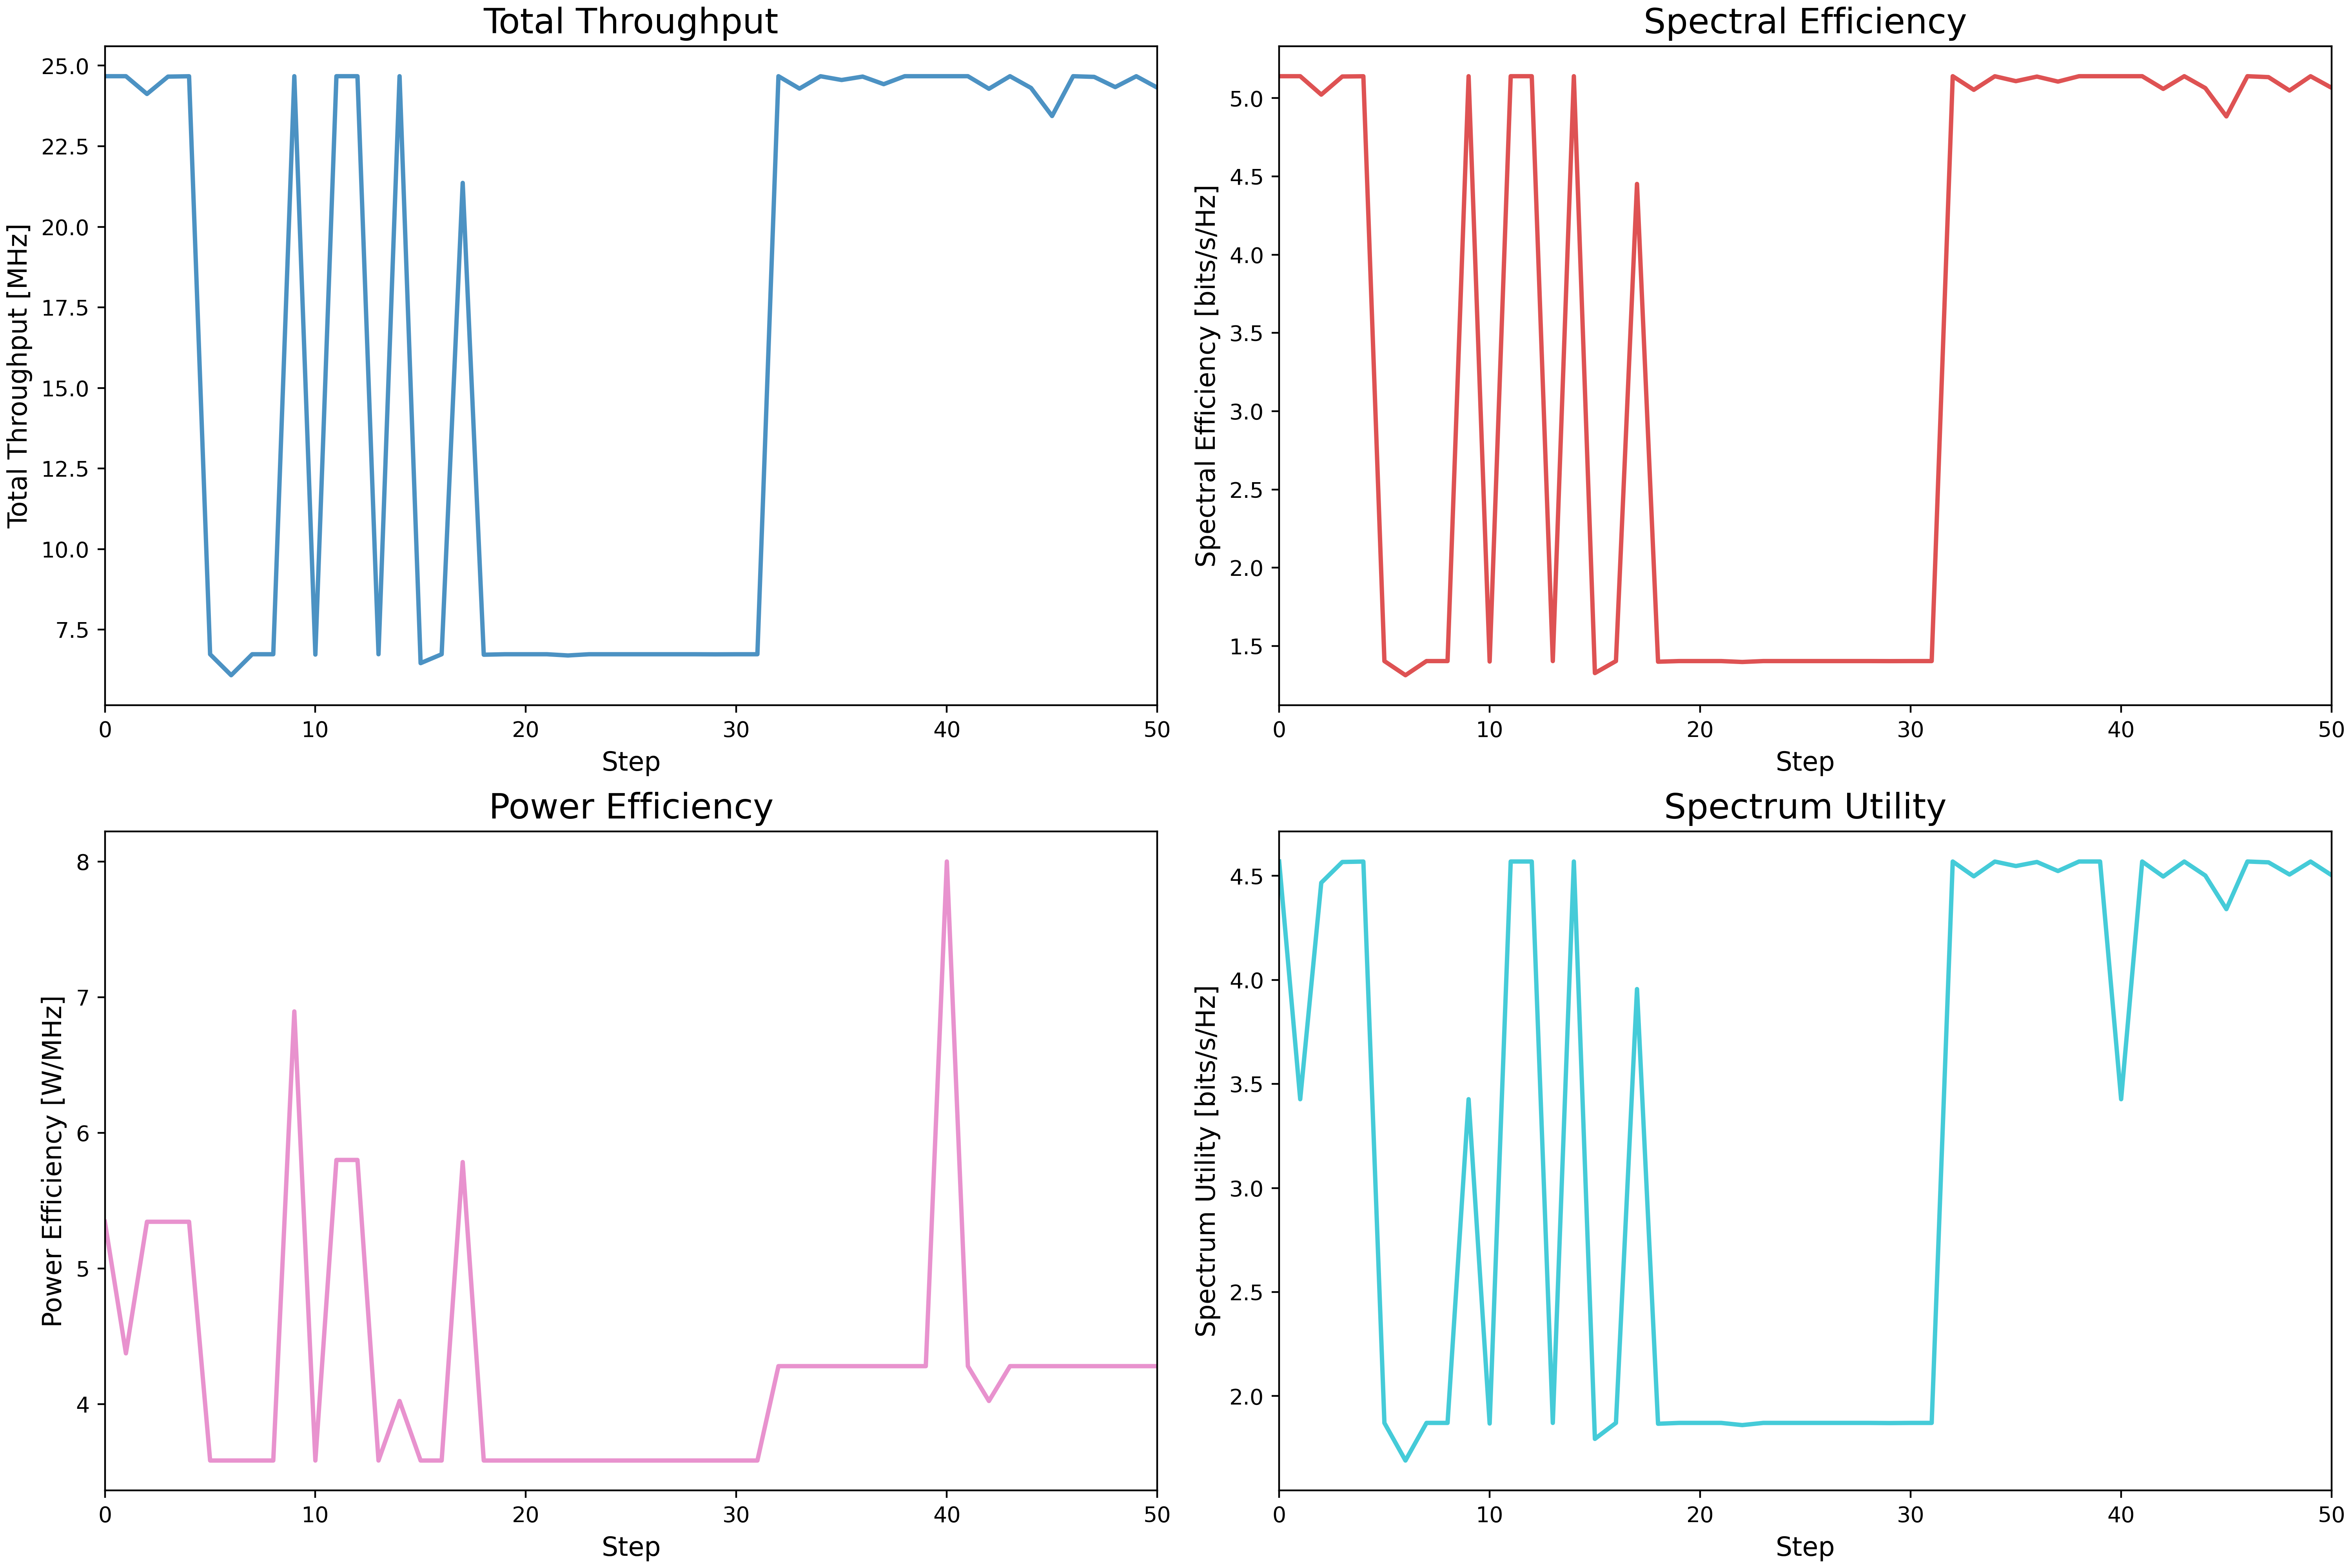 Total Throughput
Total Throughput [MHz]
25.0
22.5
20.0
17.5
15.0
12.5
10.0
7.5
0 10 20 30 40 50
Step
Spectral Efficiency
Spectral Efficiency [bits/s/Hz]
5.0
4.5
4.0
3.5
3.0
2.5
2.0
1.5
0 10 20 30 40 50
Step
Power Efficiency
Power Efficiency [W/MHz]
8
7
6
5
4
0 10 20 30 40 50
Step
Spectrum Utility
Spectrum Utility [bits/s/Hz]
4.5
4.0
3.5
3.0
2.5
2.0
0 10 20 30 40 50
Step